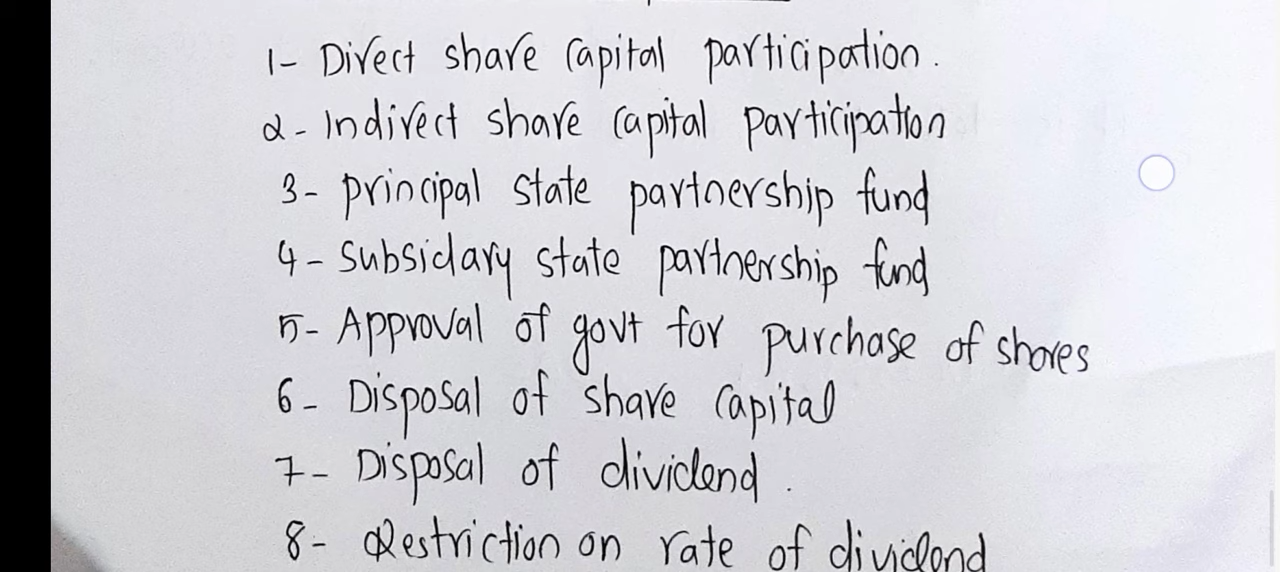 1- Direct share capital participation.
2- Indirect share capital participation
3- principal state partnership fund
4- Subsidary state partnership fund
5- Approval of govt for purchase of shares
6- Disposal of share capital
7- Disposal of dividend.
8- Restriction on rate of dividend